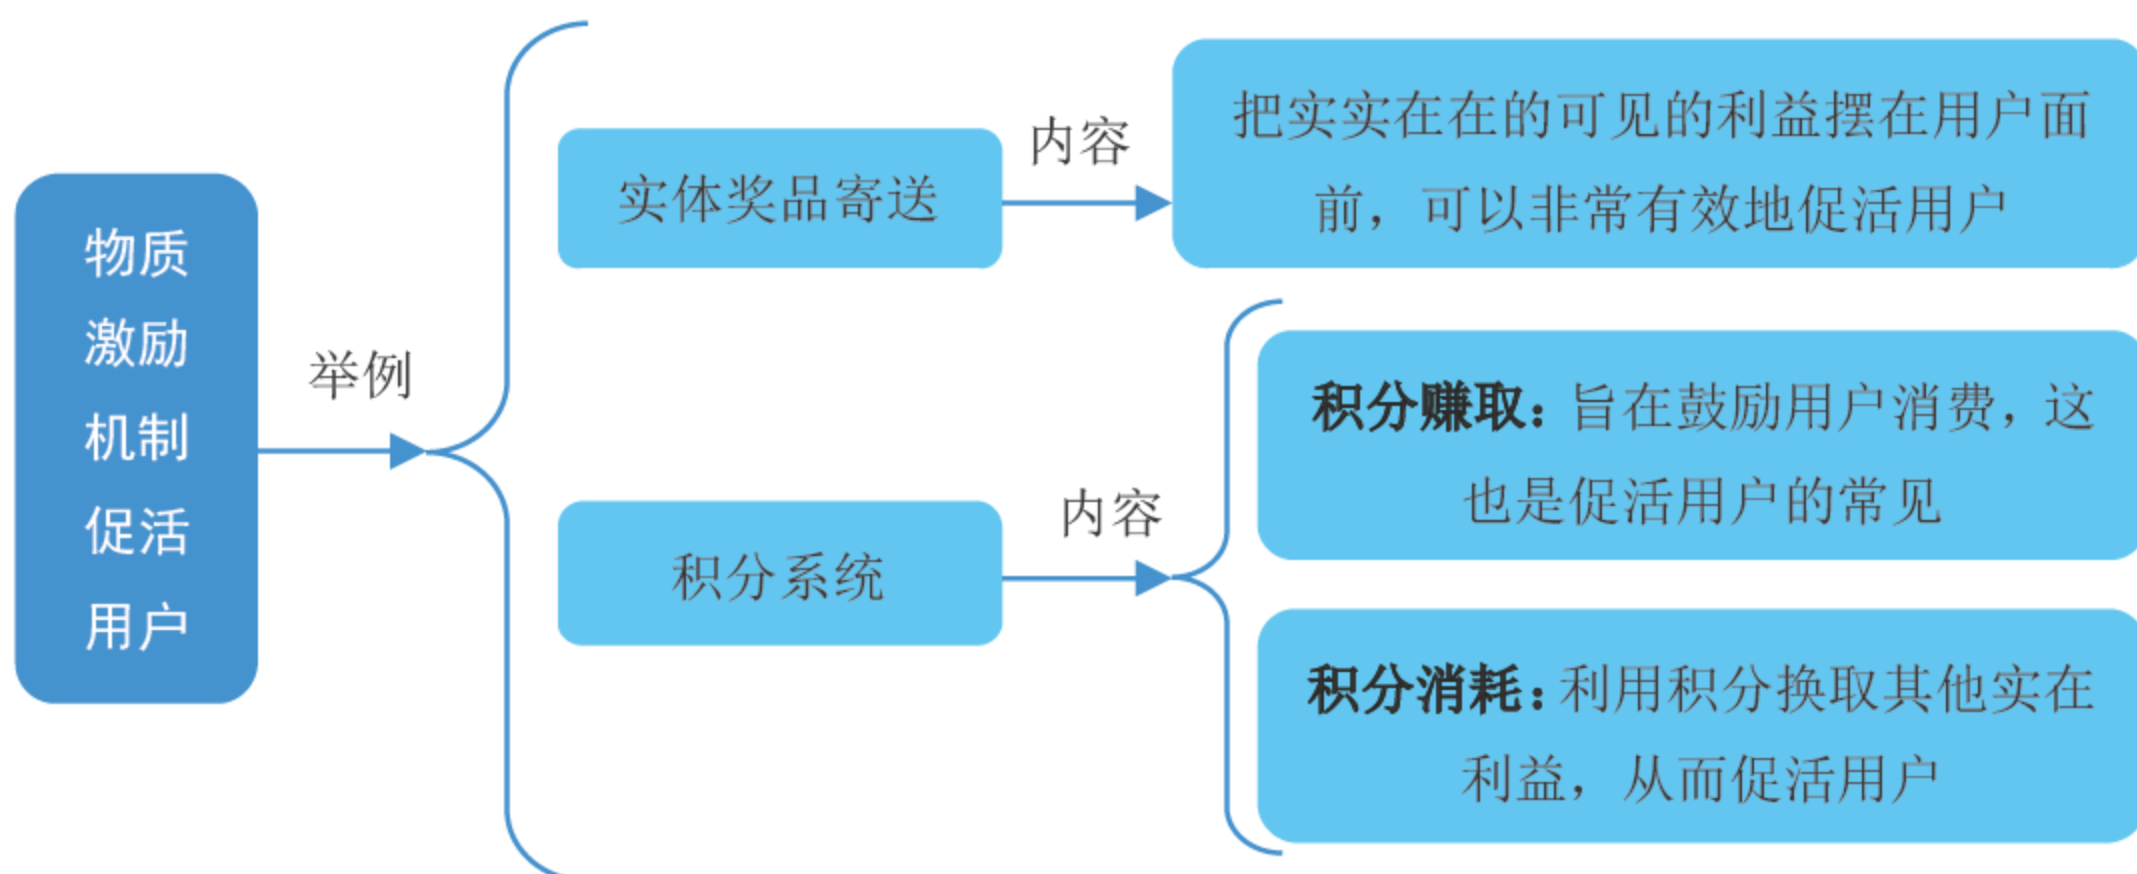 物质
激励
机制
促活
用户
举例
实体奖品寄送
内容
把实实在在的可见的利益摆在用户面
前，可以非常有效地促活用户
积分系统
内容
积分赚取：旨在鼓励用户消费，这
也是促活用户的常见
积分消耗：利用积分换取其他实在
利益，从而促活用户